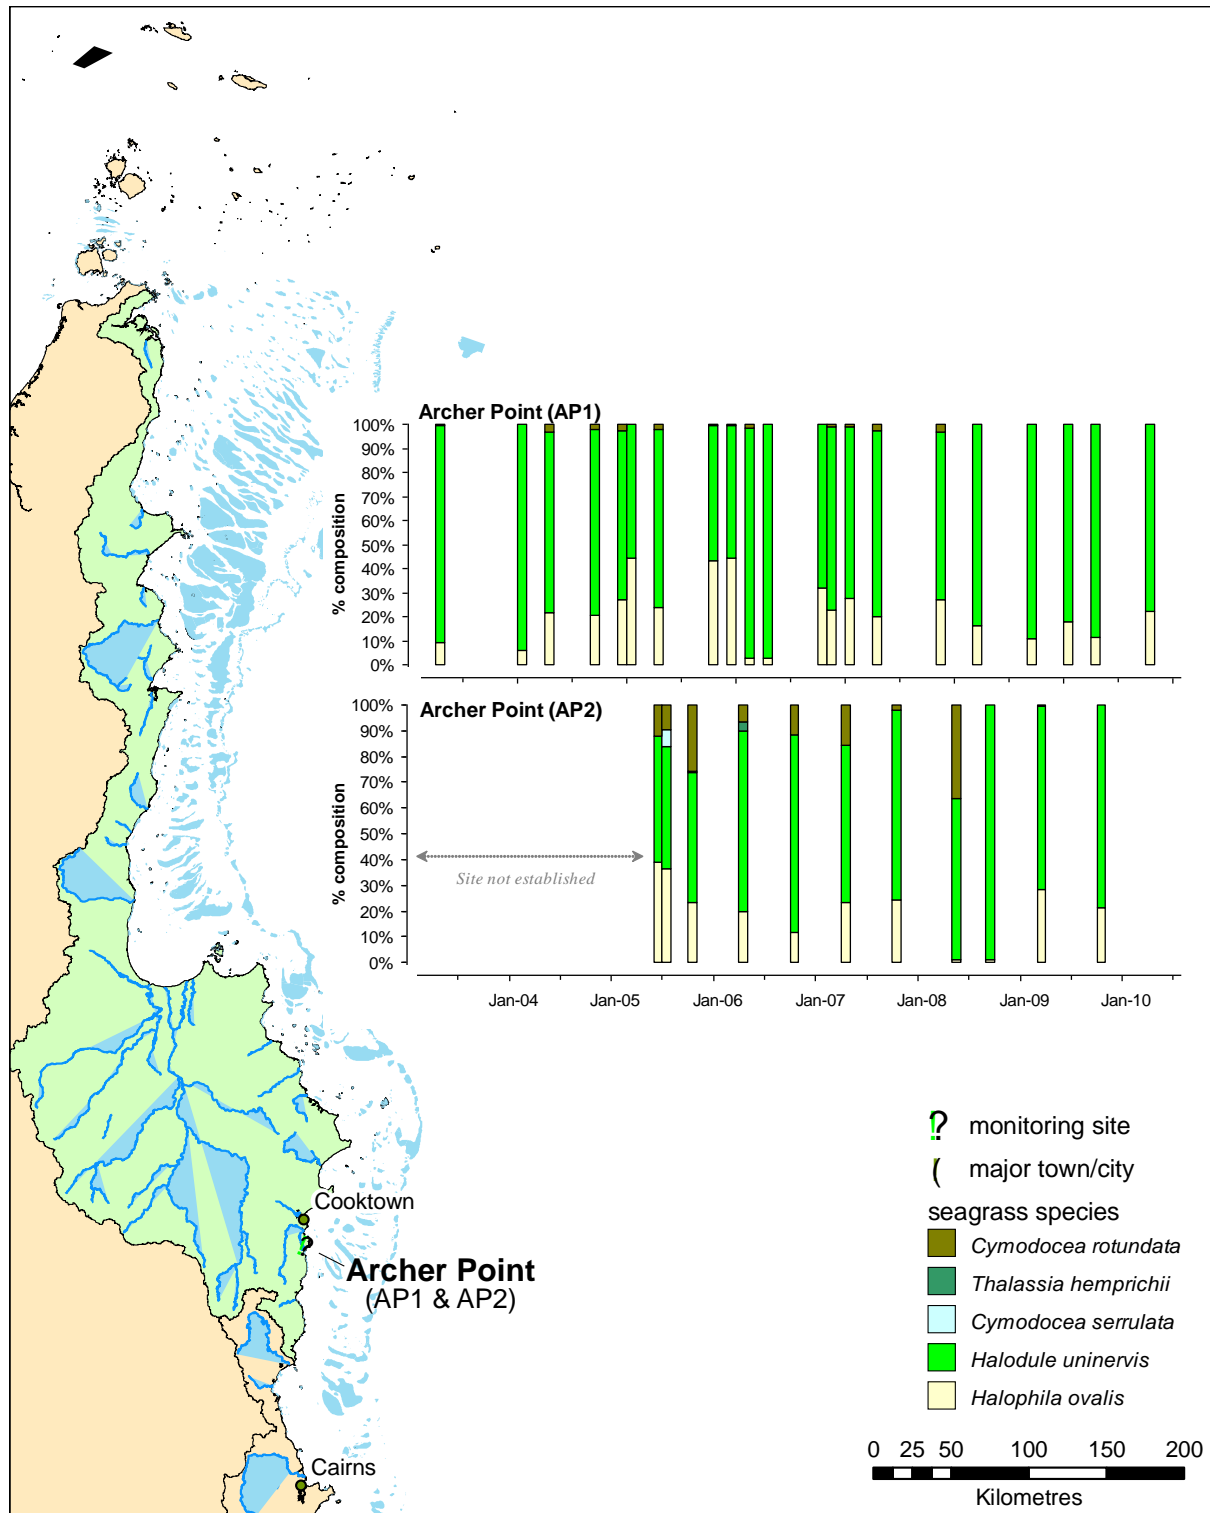 Archer Point (AP1)
% composition
100%
90%
80%
70%
60%
50%
40%
30%
20%
10%
0%
Archer Point (AP2)
% composition
100%
90%
80%
70%
60%
50%
40%
30%
20%
10%
0%
Site not established
Jan-04 Jan-05 Jan-06 Jan-07 Jan-08 Jan-09 Jan-10
? monitoring site
( major town/city
seagrass species
Cymodocea rotundata
Thalassia hemprichii
Cymodocea serrulata
Halodule uninervis
Halophila ovalis
Cooktown
?
Archer Point
(AP1 & AP2)
Cairns
0 25 50 100 150 200
Kilometres